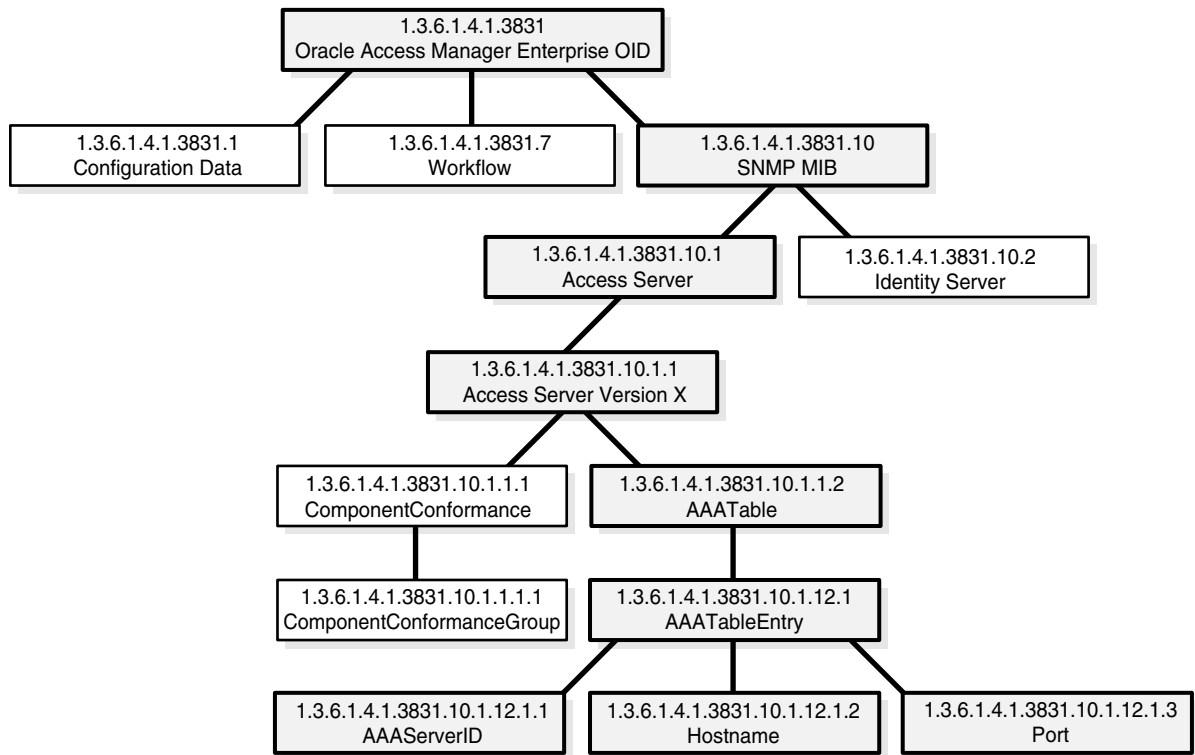 1.3.6.1.4.1.3831
Oracle Access Manager Enterprise OID
1.3.6.1.4.1.3831.1
Configuration Data
1.3.6.1.4.1.3831.7
Workflow
1.3.6.1.4.1.3831.10
SNMP MIB
1.3.6.1.4.1.3831.10.1
Access Server
1.3.6.1.4.1.3831.10.2
Identity Server
1.3.6.1.4.1.3831.10.1.1
Access Server Version X
1.3.6.1.4.1.3831.10.1.1.1
ComponentConformance
1.3.6.1.4.1.3831.10.1.1.2
AAATable
1.3.6.1.4.1.3831.10.1.1.1.1
ComponentConformanceGroup
1.3.6.1.4.1.3831.10.1.12.1
AAATableEntry
1.3.6.1.4.1.3831.10.1.12.1.1
AAAServerID
1.3.6.1.4.1.3831.10.1.12.1.2
Hostname
1.3.6.1.4.1.3831.10.1.12.1.3
Port